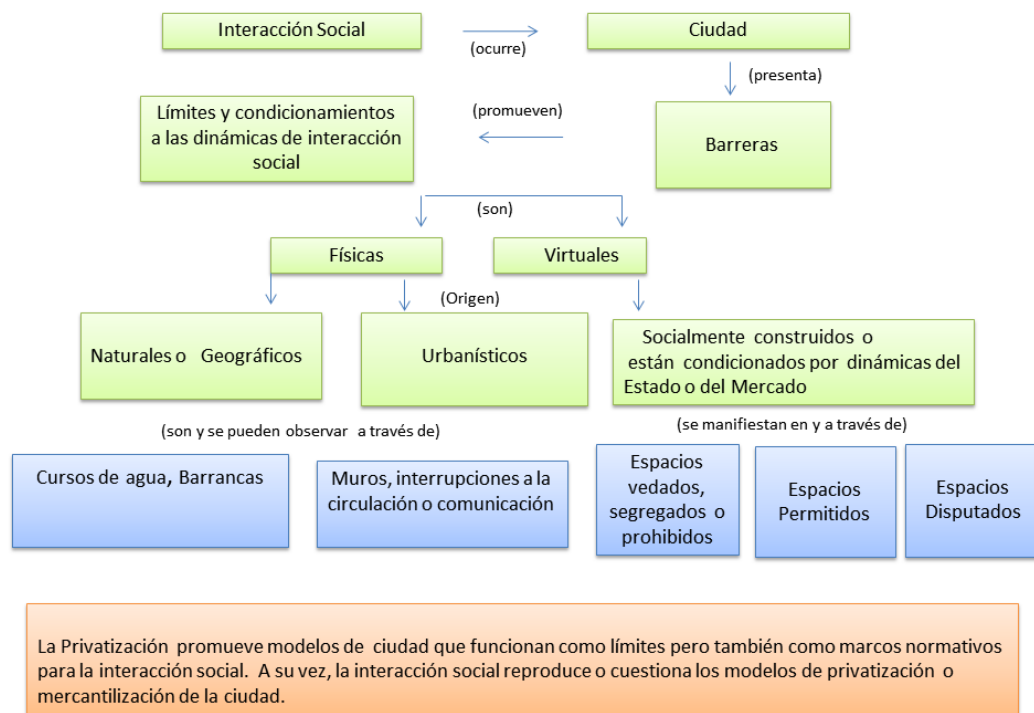 Interacción Social
(ocurre)
Ciudad
(presenta)
Barreras
(promueven)
Límites y condicionamientos
a las dinámicas de interacción
social
(son)
Físicas
Virtuales
(Origen)
Naturales o Geográficos
Urbanísticos
Socialmente construidos o
están condicionados por dinámicas del
Estado o del Mercado
(son y se pueden observar a través de)
(se manifiestan en y a través de)
Cursos de agua, Barrancas
Muros, interrupciones a la
circulación o comunicación
Espacios
vedados,
segregados o
prohibidos
Espacios
Permitidos
Espacios
Disputados
La Privatización promueve modelos de ciudad que funcionan como límites pero también como marcos normativos
para la interacción social. A su vez, la interacción social reproduce o cuestiona los modelos de privatización o
mercantilización de la ciudad.